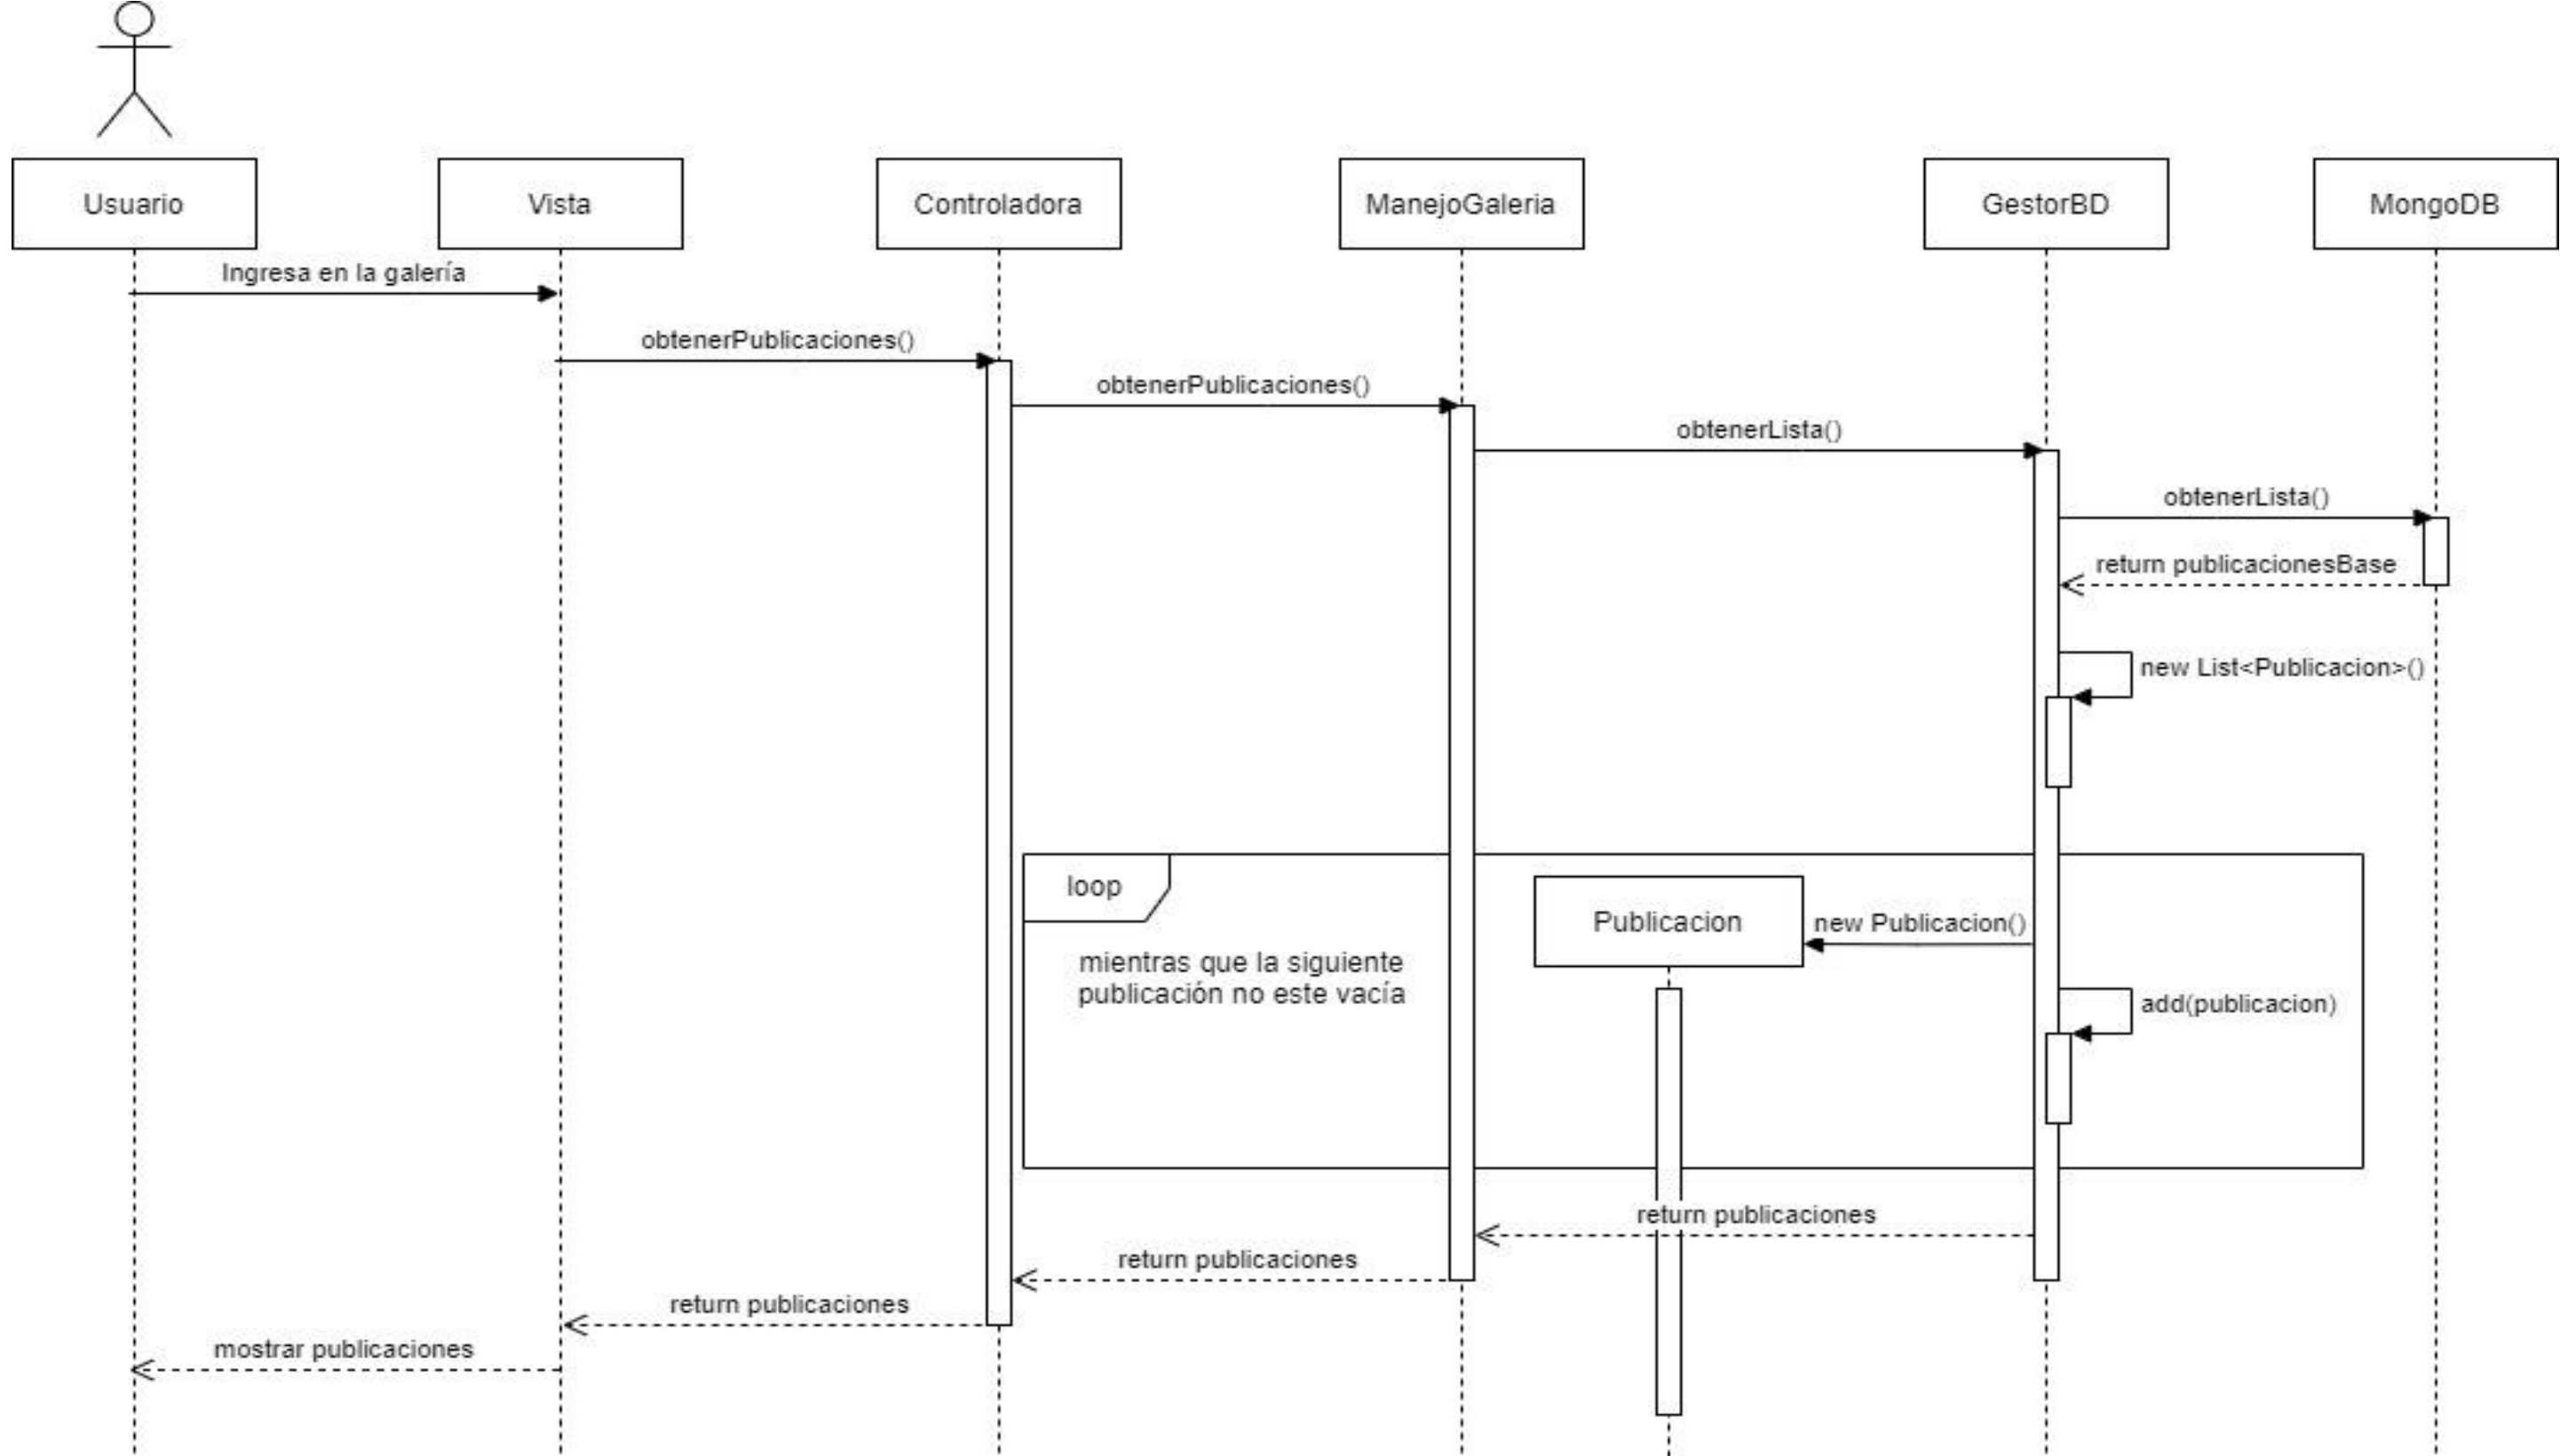 Usuario
Vista
Controladora
ManejoGaleria
GestorBD
MongoDB
Ingresa en la galería
obtenerPublicaciones()
obtenerPublicaciones()
obtenerLista()
obtenerLista()
return publicacionesBase
new List<Publicacion>()
loop
mientras que la siguiente
publicación no este vacía
Publicacion
new Publicacion()
add(publicacion)
return publicaciones
return publicaciones
return publicaciones
mostrar publicaciones